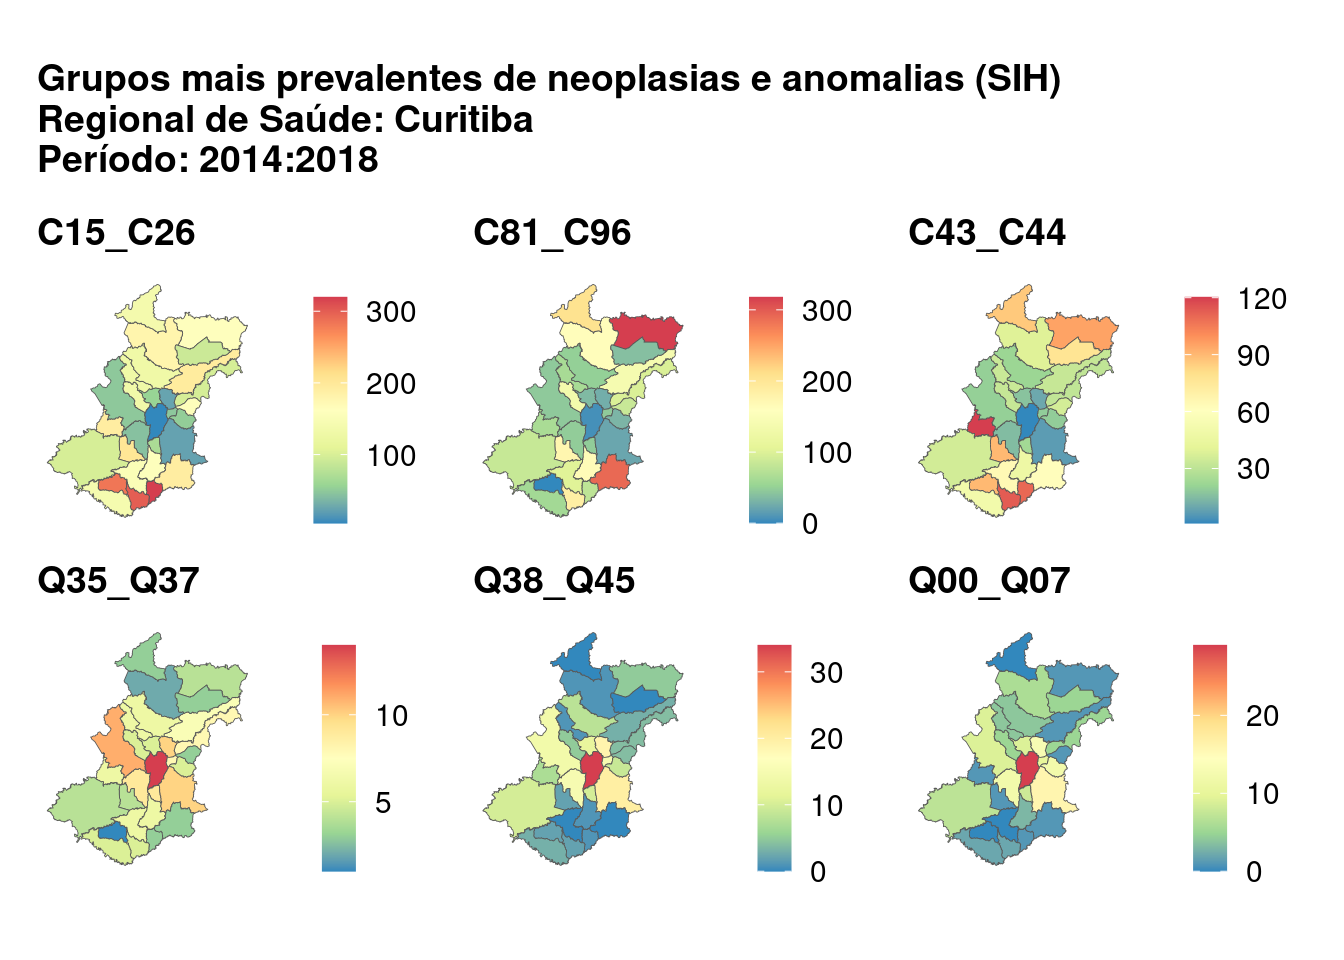 Grupos mais prevalentes de neoplasias e anomalias (SIH)
Regional de Saúde: Curitiba
Período: 2014:2018
C15_C26
300
200
100
C81_C96
300
200
100
0
C43_C44
120
90
60
30
Q35_Q37
10
5
Q38_Q45
30
20
10
0
Q00_Q07
20
10
0